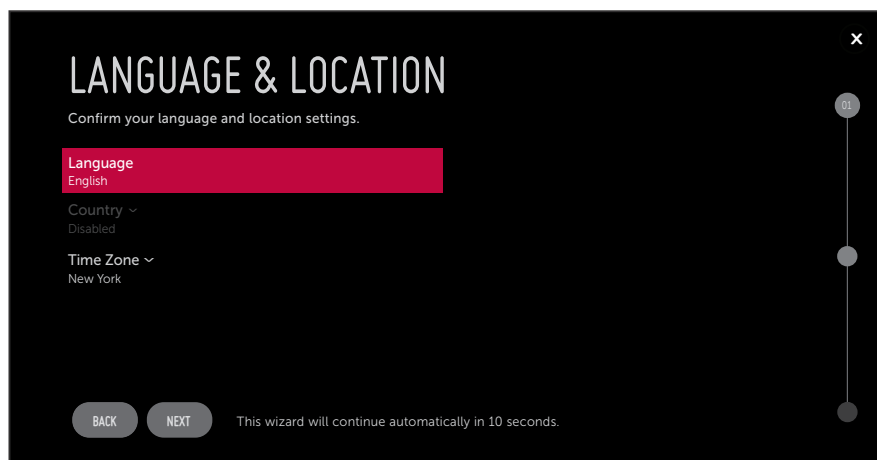 X
LANGUAGE & LOCATION
Confirm your language and location settings.
01
Language
English
Country
Disabled
Time Zone
New York
BACK
NEXT
This wizard will continue automatically in 10 seconds.